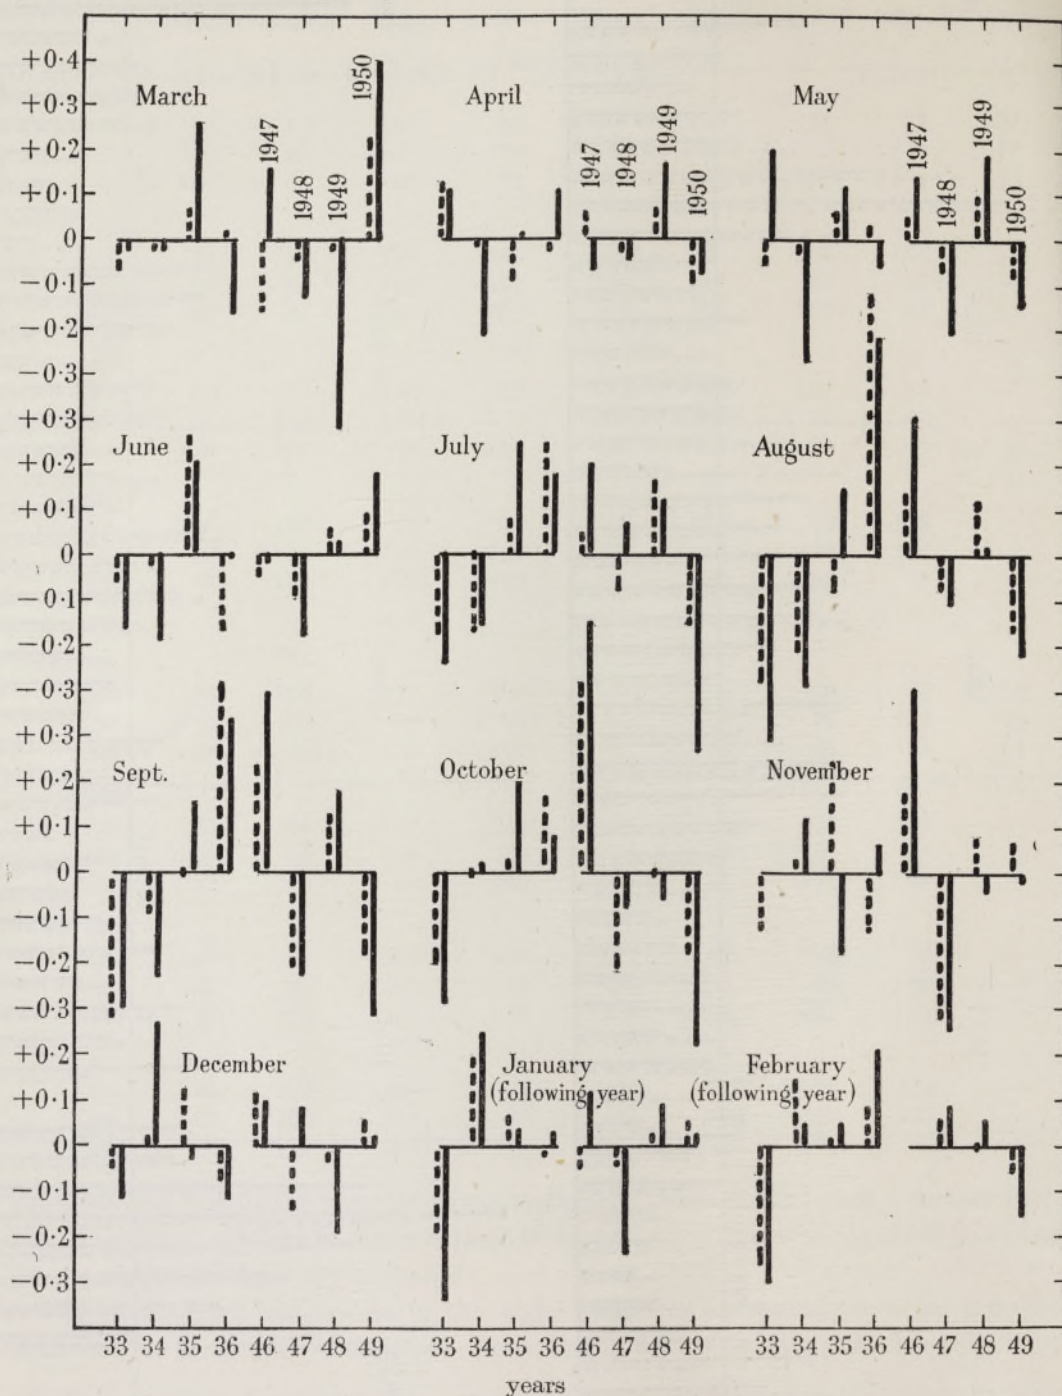 +0·4
+0·3
+0·2
+0·1
0
−0·1
−0·2
−0·3
March
1947
1948
1949
1950
April
1947
1948
1949
1950
May
1947
1948
1949
1950
+0·3
+0·2
+0·1
0
−0·1
−0·2
−0·3
June
July
August
+0·3
+0·2
+0·1
0
−0·1
−0·2
−0·3
Sept.
October
November
+0·2
+0·1
0
−0·1
−0·2
−0·3
December
January
(following year)
February
(following year)
33 34 35 36 46 47 48 49 33 34 35 36 46 47 48 49 33 34 35 36 46 47 48 49
years